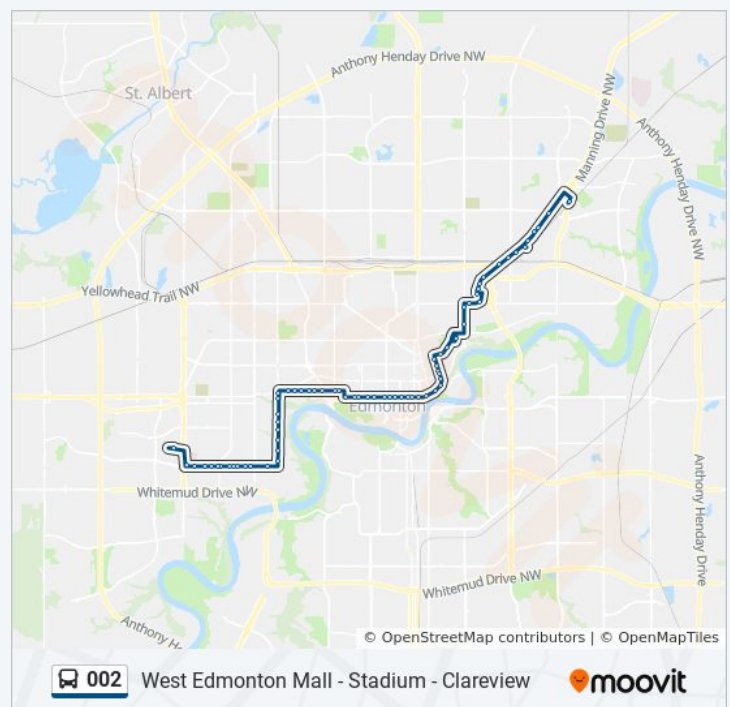 Anthony Henday Drive NW
St. Albert
Manning Drive NW
Anthony Henday Drive NW
Yellowhead Trail NW
Edmonton
Whitemud Drive NW
Anthony Henday Drive
Whitemud Drive NW
Anthony H
© OpenStreetMap contributors | © OpenMapTiles
002 West Edmonton Mall - Stadium - Clareview moovit